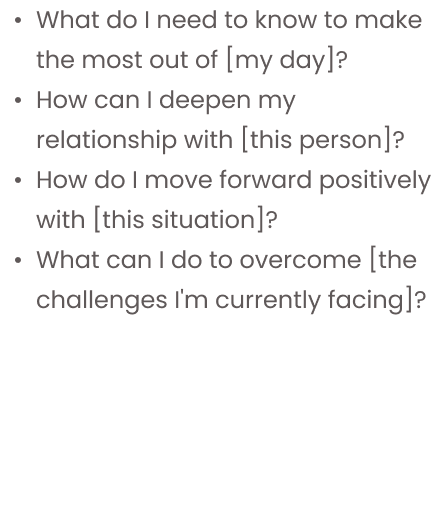 • What do I need to know to make
the most out of [my day]?
• How can I deepen my
relationship with [this person]?
• How do I move forward positively
with [this situation]?
• What can I do to overcome [the
challenges I'm currently facing]?